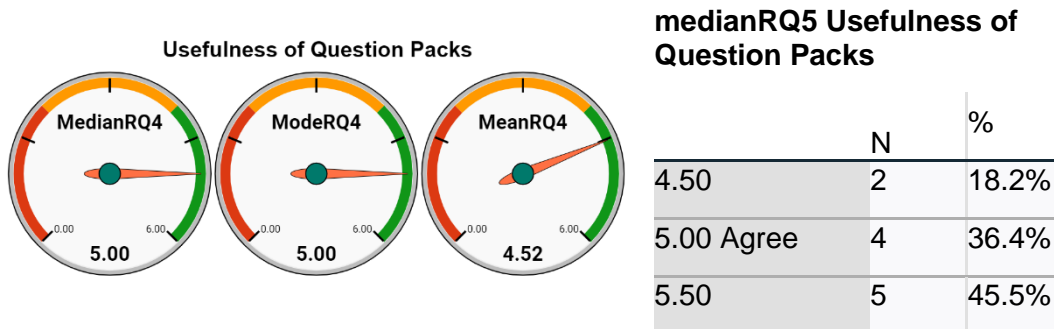 Usefulness of Question Packs
MedianRQ4
0.00 6.00
5.00
ModeRQ4
0.00 6.00
5.00
MeanRQ4
0.00 6.00
4.52
medianRQ5 Usefulness of
Question Packs
N %
4.50 2 18.2%
5.00 Agree 4 36.4%
5.50 5 45.5%